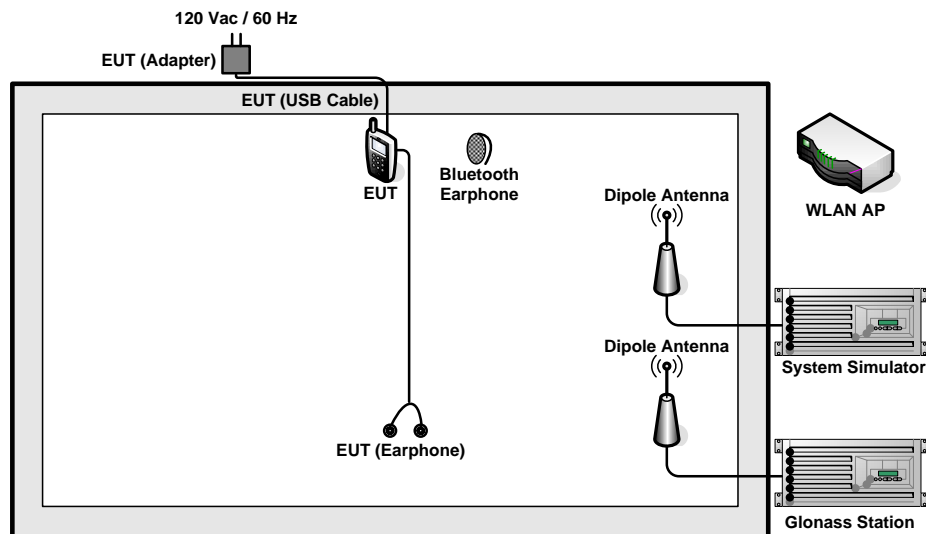 120 Vac / 60 Hz
EUT (Adapter)
EUT (USB Cable)
EUT
Bluetooth
Earphone
Dipole Antenna
WLAN AP
Dipole Antenna
System Simulator
EUT (Earphone)
Glonass Station